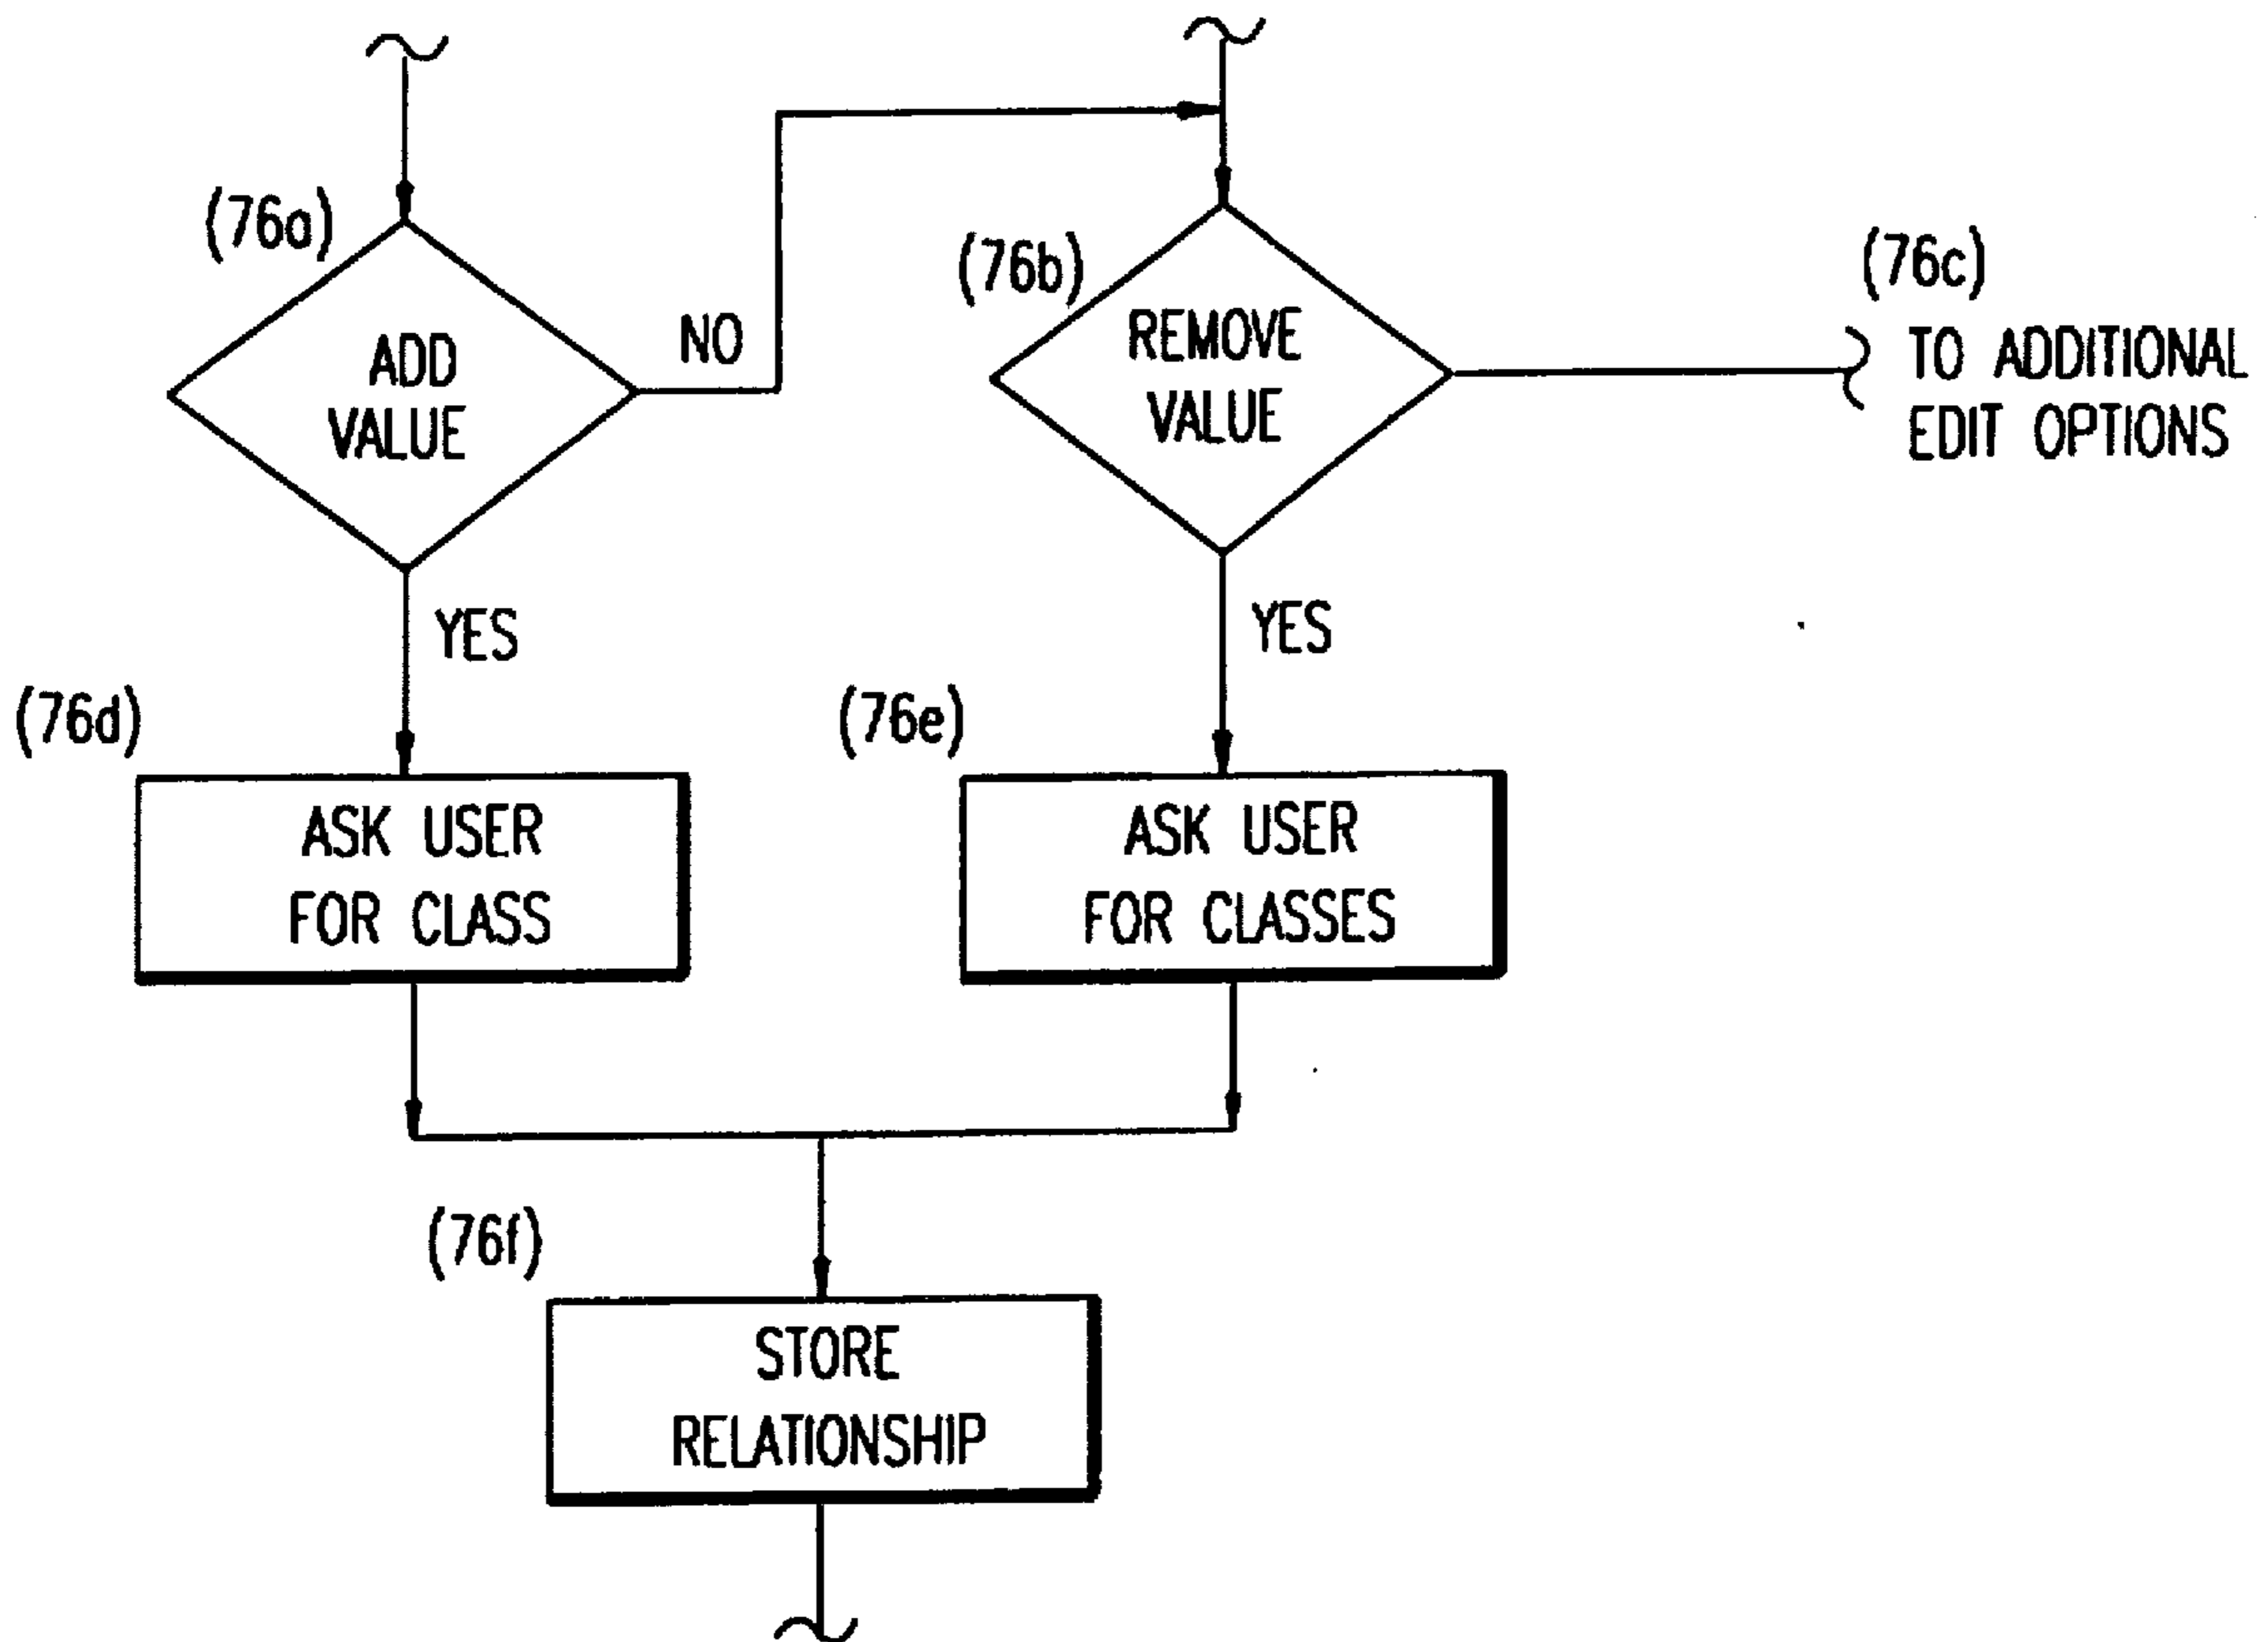 (76a)
ADD
VALUE
NO
(76b)
REMOVE
VALUE
(76c)
TO ADDITIONAL
EDIT OPTIONS
YES
YES
(76d)
ASK USER
FOR CLASS
(76e)
ASK USER
FOR CLASSES
(76f)
STORE
RELATIONSHIP